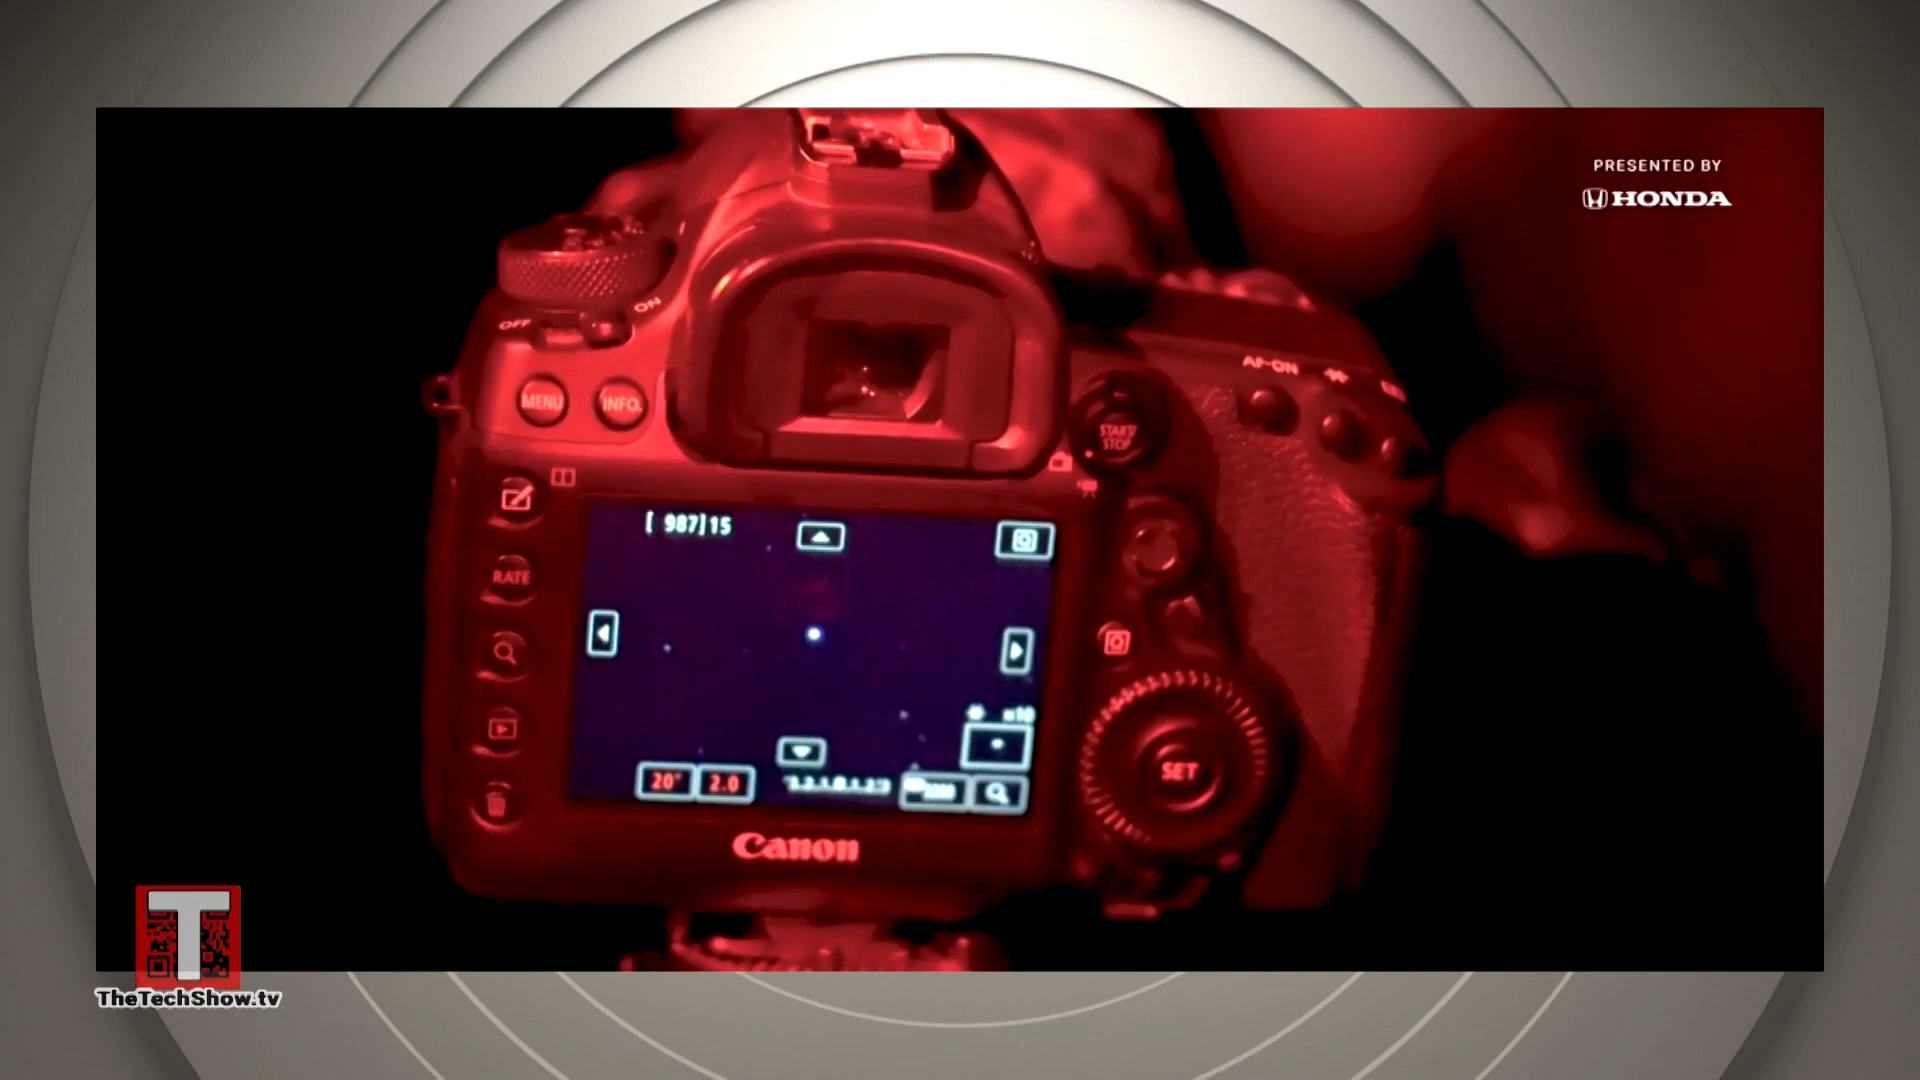 PRESENTED BY
HONDA
OFF
ON
MENU
INFO.
AF-ON
START/
STOP
[ 987]15
RATE
x10
20"
2.0
SET
Canon
T
TheTechShow.tv